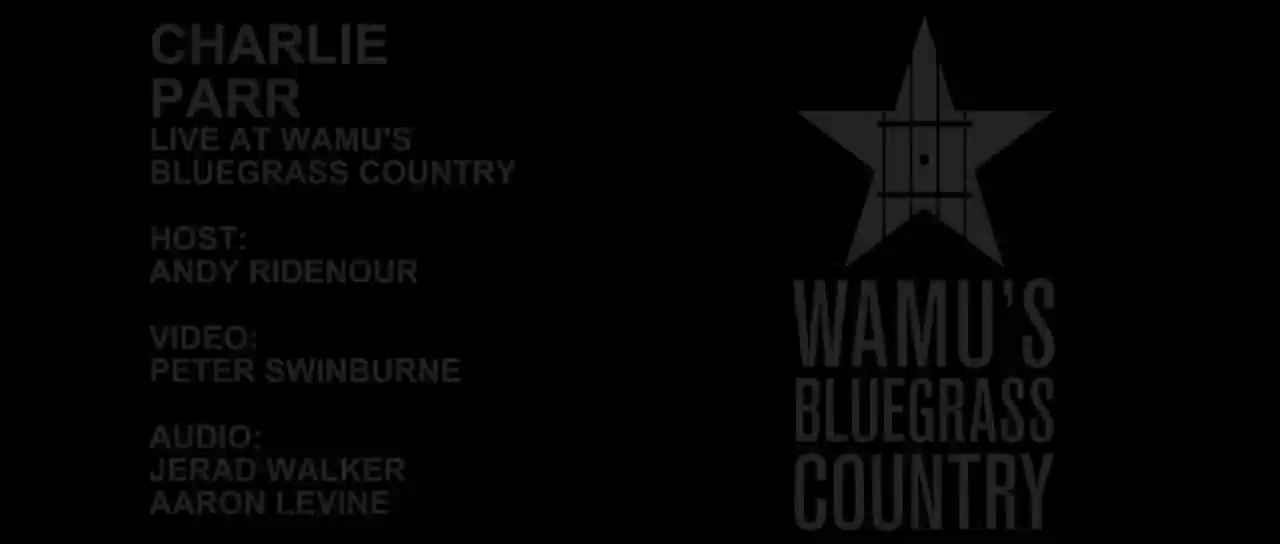 CHARLIE
PARR
LIVE AT WAMU'S
BLUEGRASS COUNTRY
HOST:
ANDY RIDENOUR
VIDEO:
PETER SWINBURNE
AUDIO:
JERAD WALKER
AARON LEVINE
WAMU'S
BLUEGRASS
COUNTRY